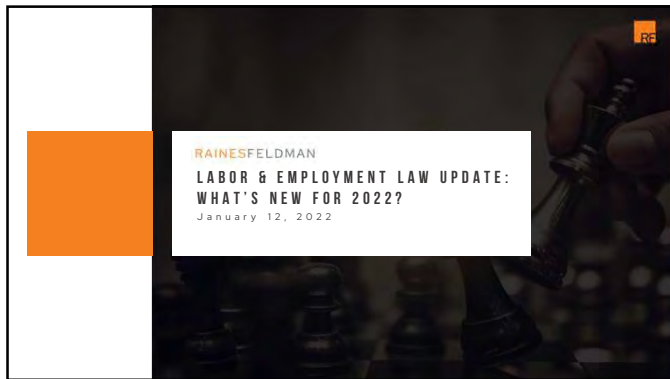 RF
RAINESFELDMAN
LABOR & EMPLOYMENT LAW UPDATE:
WHAT'S NEW FOR 2022?
January 12, 2022